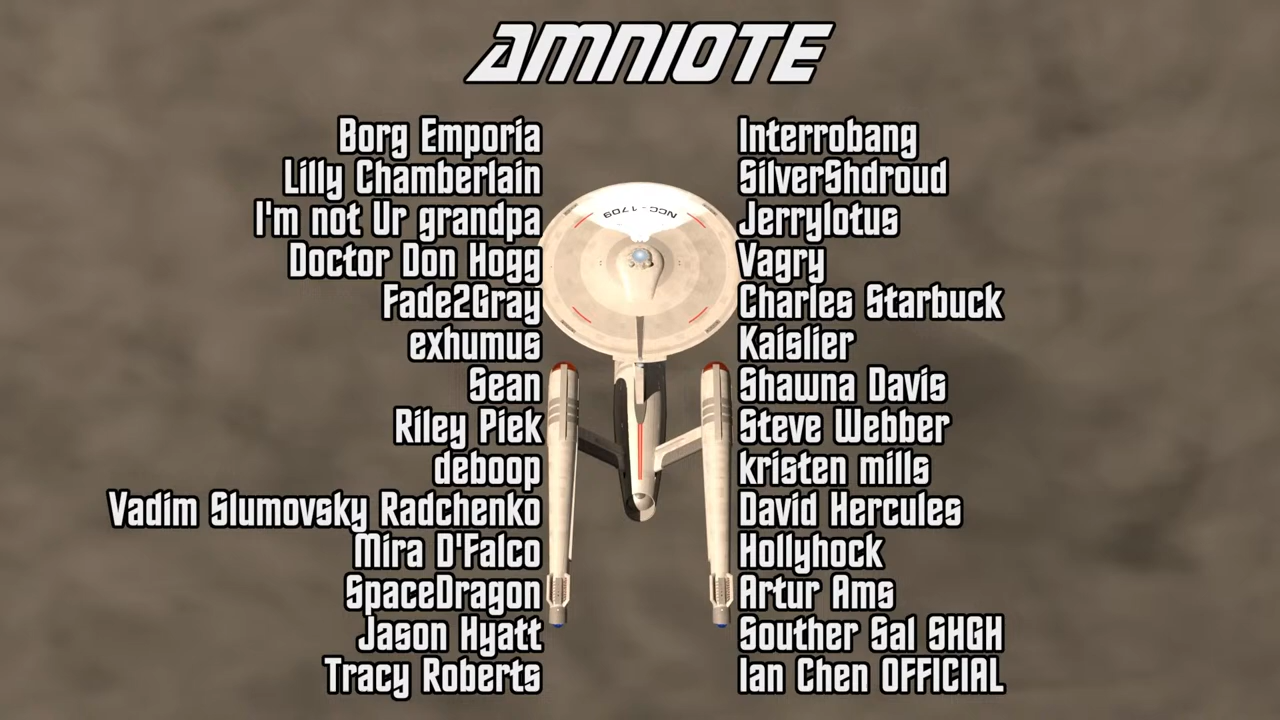 AMNIOTE
Borg Emporia
Lilly Chamberlain
I'm not Ur grandpa
Doctor Don Hogg
Fade2Gray
exhumus
Sean
Riley Piek
deboop
Vadim Slumovsky Radchenko
Mira D'Falco
SpaceDragon
Jason Hyatt
Tracy Roberts
Interrobang
SilverShdroud
Jerrylotus
Vagry
Charles Starbuck
Kaislier
Shawna Davis
Steve Webber
kristen mills
David Hercules
Hollyhock
Artur Ams
Souther Sal SHGH
Ian Chen OFFICIAL
NCC-1709